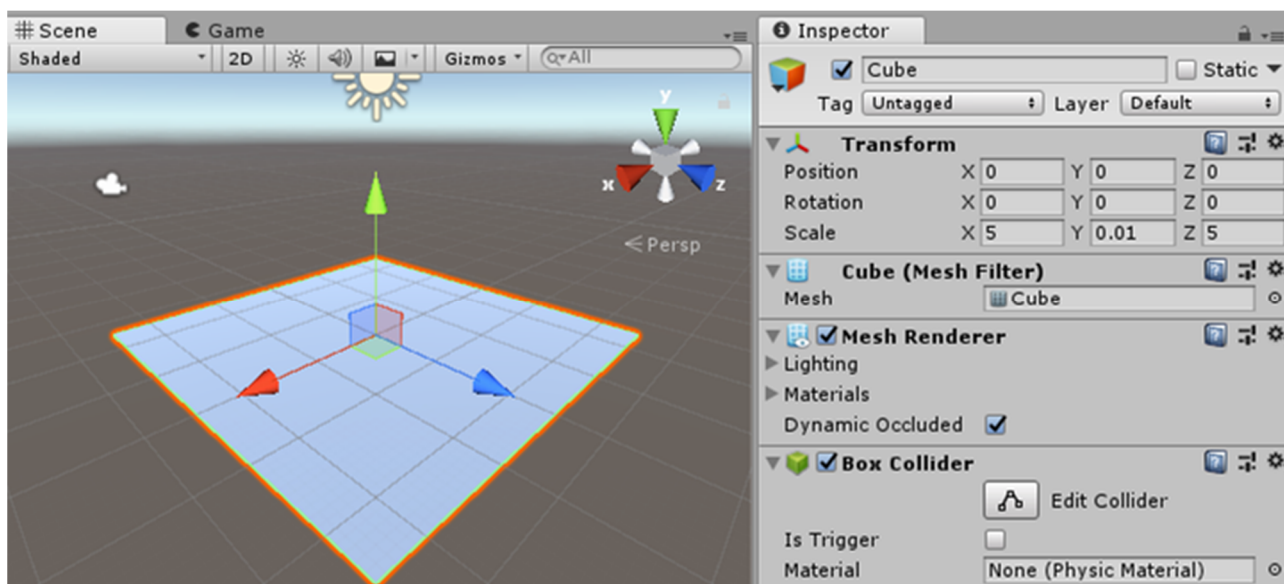 Scene Game
Shaded 2D Gizmos All
y
x z
Persp
Inspector
Cube Static
Tag Untagged Layer Default
Transform
Position X 0 Y 0 Z 0
Rotation X 0 Y 0 Z 0
Scale X 5 Y 0.01 Z 5
Cube (Mesh Filter)
Mesh Cube
Mesh Renderer
Lighting
Materials
Dynamic Occluded
Box Collider
Edit Collider
Is Trigger
Material None (Physic Material)